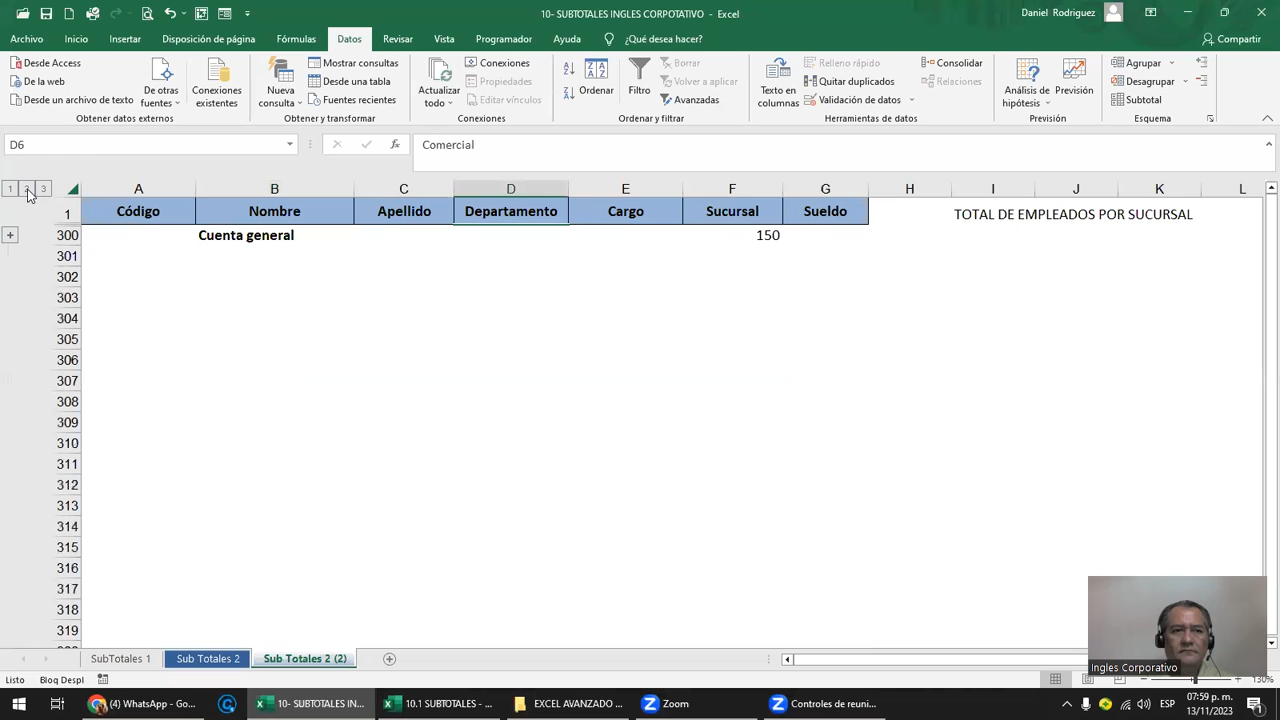 10- SUBTOTALES INGLES CORPOTATIVO – Excel
Daniel Rodriguez
Archivo Inicio Insertar Disposición de página Fórmulas Datos Revisar Vista Programador Ayuda ¿Qué desea hacer? Compartir
Desde Access
De la web
Desde un archivo de texto
De otras fuentes
Conexiones existentes
Obtener datos externos
Nueva consulta
Mostrar consultas
Desde una tabla
Fuentes recientes
Obtener y transformar
Actualizar todo
Conexiones
Propiedades
Editar vínculos
Conexiones
Ordenar
Filtro
Borrar
Volver a aplicar
Avanzadas
Ordenar y filtrar
Texto en columnas
Relleno rápido
Quitar duplicados
Validación de datos
Consolidar
Relaciones
Herramientas de datos
Análisis de hipótesis
Previsión
Previsión
Agrupar
Desagrupar
Subtotal
Esquema
D6
Comercial
1 2 3
A B C D E F G H I J K L
1 Código Nombre Apellido Departamento Cargo Sucursal Sueldo TOTAL DE EMPLEADOS POR SUCURSAL
300 Cuenta general 150
301
302
303
304
305
306
307
308
309
310
311
312
313
314
315
316
317
318
319
Ingles Corporativo
SubTotales 1 Sub Totales 2 Sub Totales 2 (2)
Listo Bloq Despl 130%
(4) WhatsApp - Go...
10- SUBTOTALES IN...
10.1 SUBTOTALES - ...
EXCEL AVANZADO ...
Zoom
Controles de reuni...
ESP
07:59 p. m.
13/11/2023